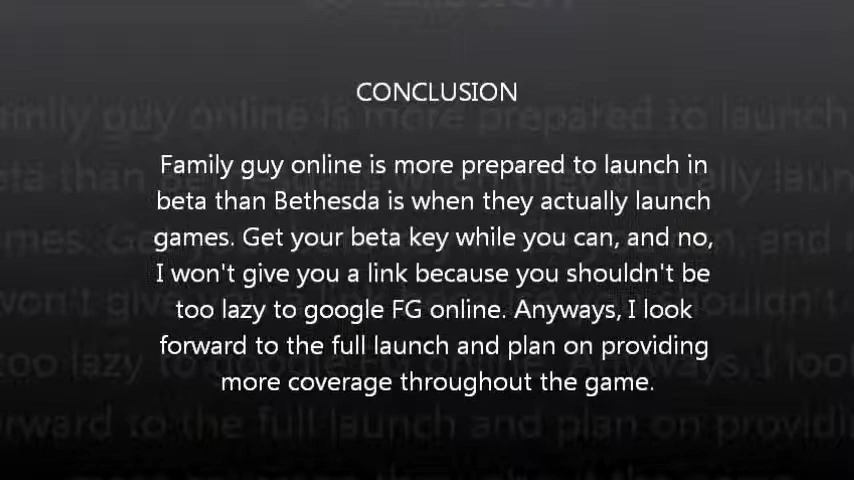 CONCLUSION
Family guy online is more prepared to launch in
beta than Bethesda is when they actually launch
games. Get your beta key while you can, and no,
I won't give you a link because you shouldn't be
too lazy to google FG online. Anyways, I look
forward to the full launch and plan on providing
more coverage throughout the game.